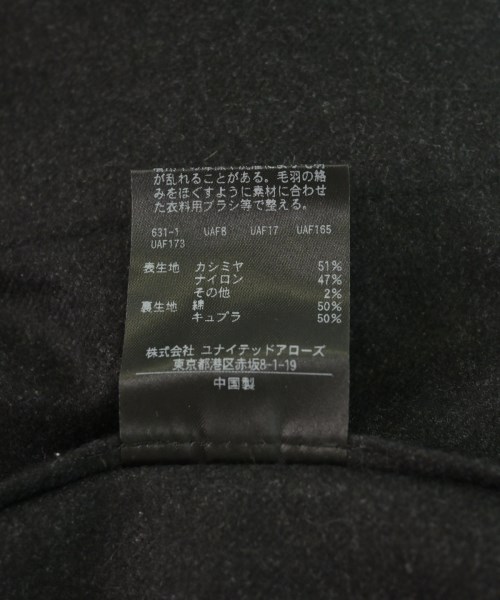 が乱れることがある。毛羽の絡
みをほぐすように素材に合わせ
た衣料用ブラシ等で整える。
631-1 UAF8 UAF17 UAF165
UAF173
表生地 カシミヤ 51%
ナイロン 47%
その他 2%
裏生地 綿 50%
キュプラ 50%
株式会社 ユナイテッドアローズ
東京都港区赤坂8-1-19
中国製